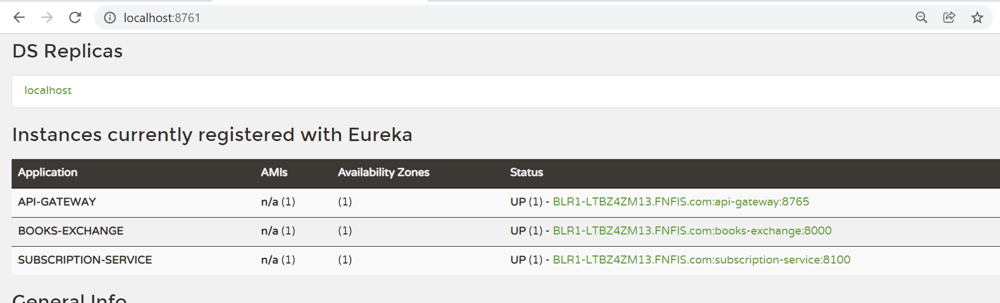 localhost:8761
DS Replicas
localhost
Instances currently registered with Eureka
Application AMIs Availability Zones Status
API-GATEWAY n/a (1) (1) UP (1) - BLR1-LTBZ4ZM13.FNFIS.com:api-gateway:8765
BOOKS-EXCHANGE n/a (1) (1) UP (1) - BLR1-LTBZ4ZM13.FNFIS.com:books-exchange:8000
SUBSCRIPTION-SERVICE n/a (1) (1) UP (1) - BLR1-LTBZ4ZM13.FNFIS.com:subscription-service:8100
General Info